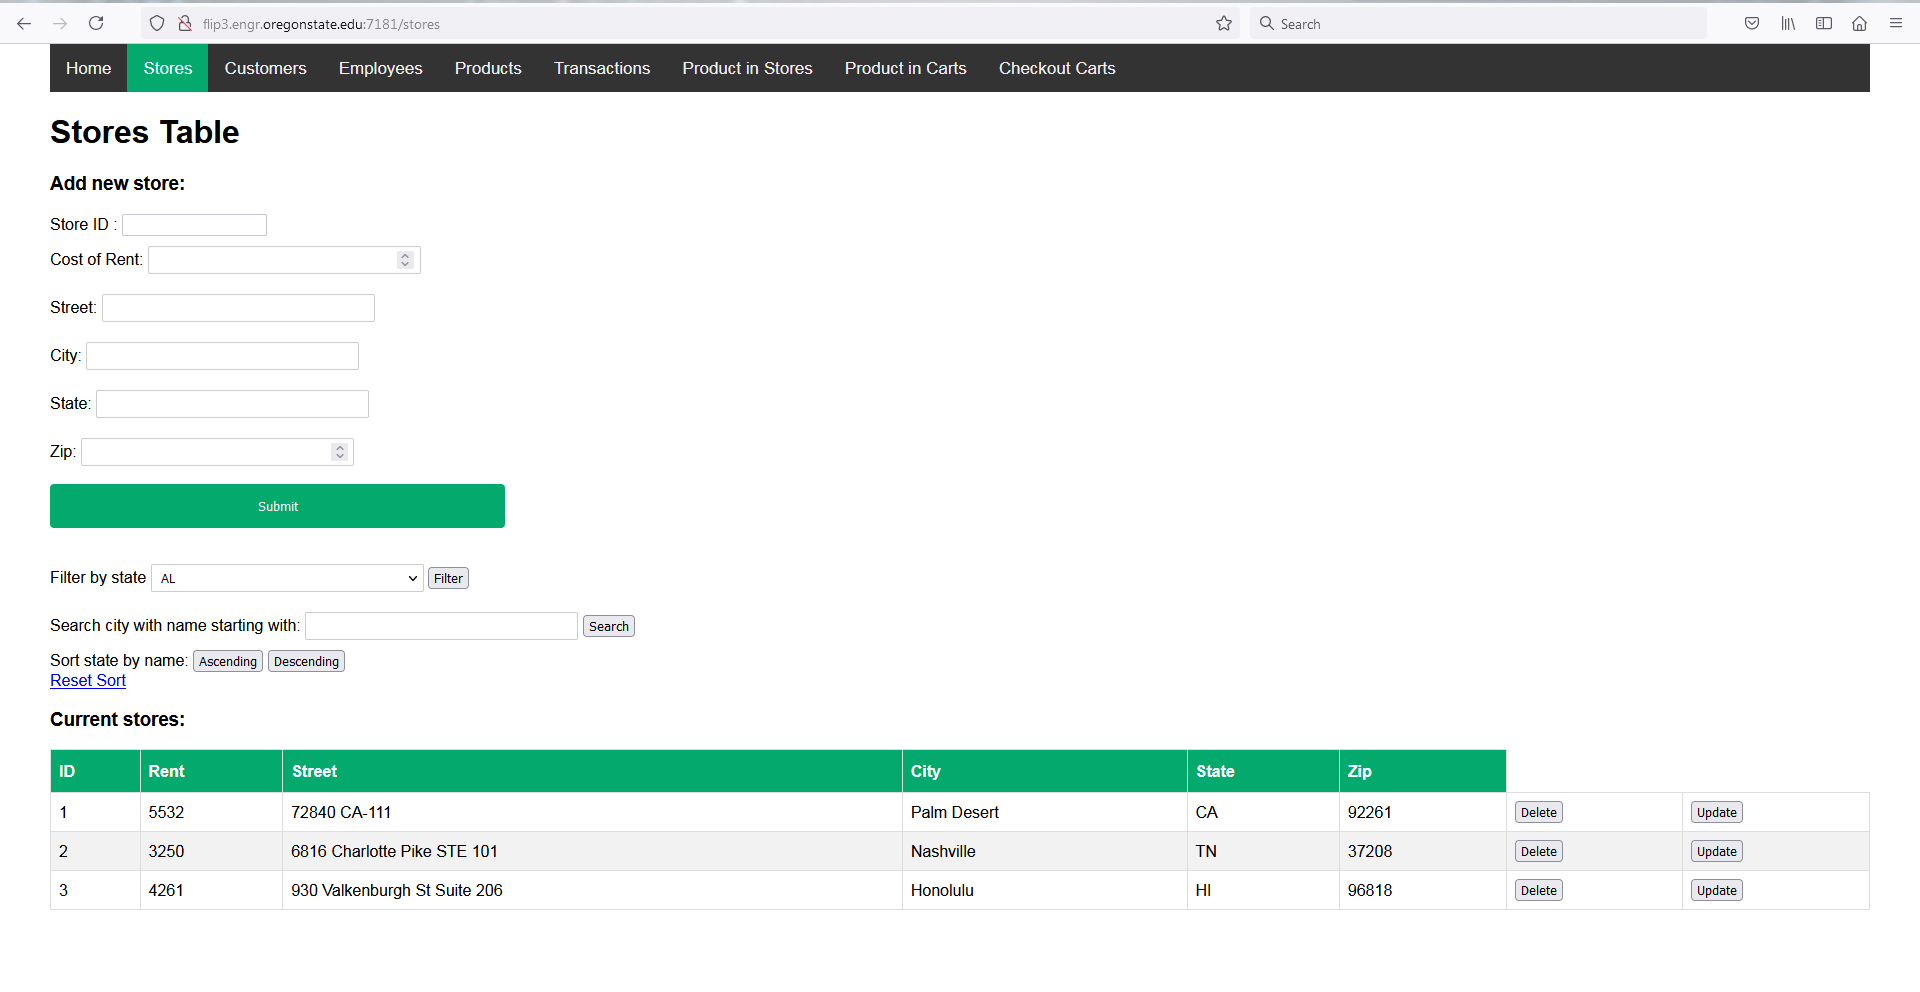 flip3.engr.oregonstate.edu:7181/stores Search
Home Stores Customers Employees Products Transactions Product in Stores Product in Carts Checkout Carts
Stores Table
Add new store:
Store ID :
Cost of Rent:
Street:
City:
State:
Zip:
Submit
Filter by state AL Filter
Search city with name starting with: Search
Sort state by name: Ascending Descending
Reset Sort
Current stores:
ID Rent Street City State Zip
1 5532 72840 CA-111 Palm Desert CA 92261 Delete Update
2 3250 6816 Charlotte Pike STE 101 Nashville TN 37208 Delete Update
3 4261 930 Valkenburgh St Suite 206 Honolulu HI 96818 Delete Update